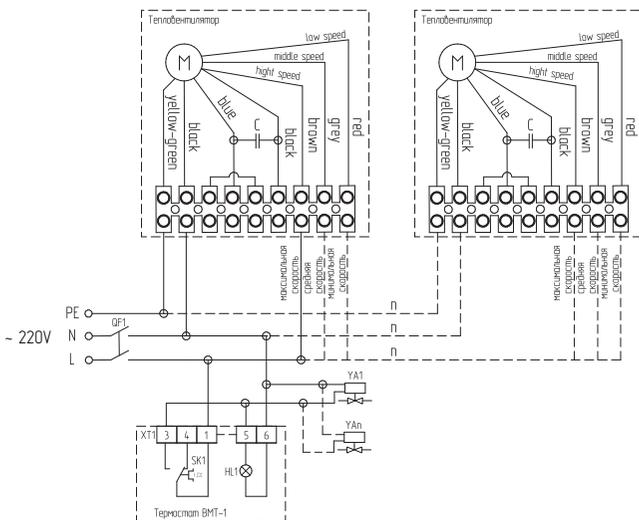 Тепловентилятор
Тепловентилятор
low speed
middle speed
hight speed
M
blue
C
yellow-green
black
black
brown
grey
red
low speed
middle speed
hight speed
M
blue
C
yellow-green
black
black
brown
grey
red
максимальная
скорость
средняя
скорость
минимальная
скорость
максимальная
скорость
средняя
скорость
минимальная
скорость
PE
n
~ 220V
N
QF1
n
L
n
YA1
YAn
XT1
3
4
1
5
6
SK1
HL1
Термостат ВМТ-1